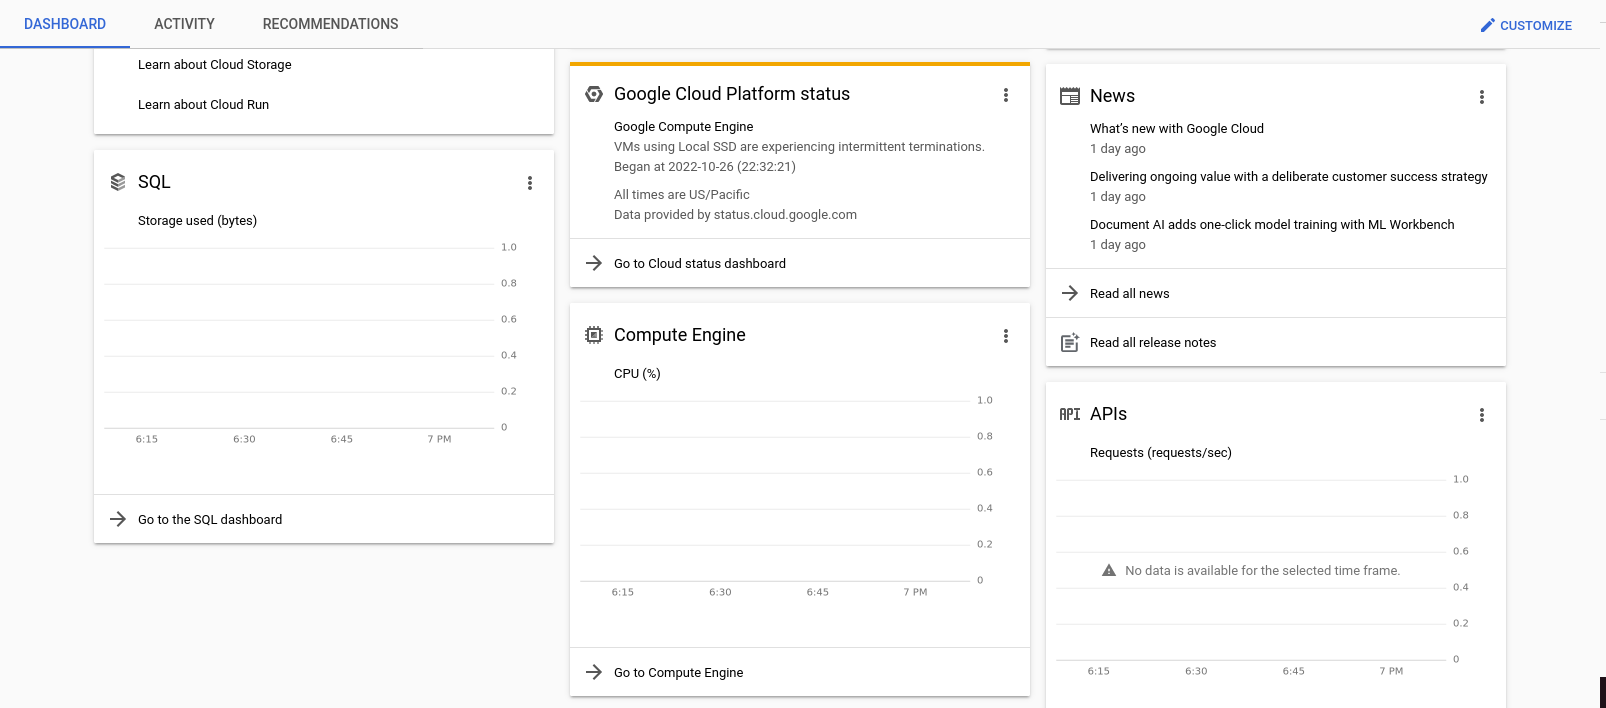 DASHBOARD
ACTIVITY
RECOMMENDATIONS
CUSTOMIZE
Learn about Cloud Storage
Learn about Cloud Run
SQL
Storage used (bytes)
1.0
0.8
0.6
0.4
0.2
0
6:15 6:30 6:45 7 PM
Go to the SQL dashboard
Google Cloud Platform status
Google Compute Engine
VMs using Local SSD are experiencing intermittent terminations.
Began at 2022-10-26 (22:32:21)
All times are US/Pacific
Data provided by status.cloud.google.com
Go to Cloud status dashboard
Compute Engine
CPU (%)
1.0
0.8
0.6
0.4
0.2
0
6:15 6:30 6:45 7 PM
Go to Compute Engine
News
What's new with Google Cloud
1 day ago
Delivering ongoing value with a deliberate customer success strategy
1 day ago
Document AI adds one-click model training with ML Workbench
1 day ago
Read all news
Read all release notes
API APIs
Requests (requests/sec)
1.0
0.8
0.6
No data is available for the selected time frame.
0.4
0.2
0
6:15 6:30 6:45 7 PM